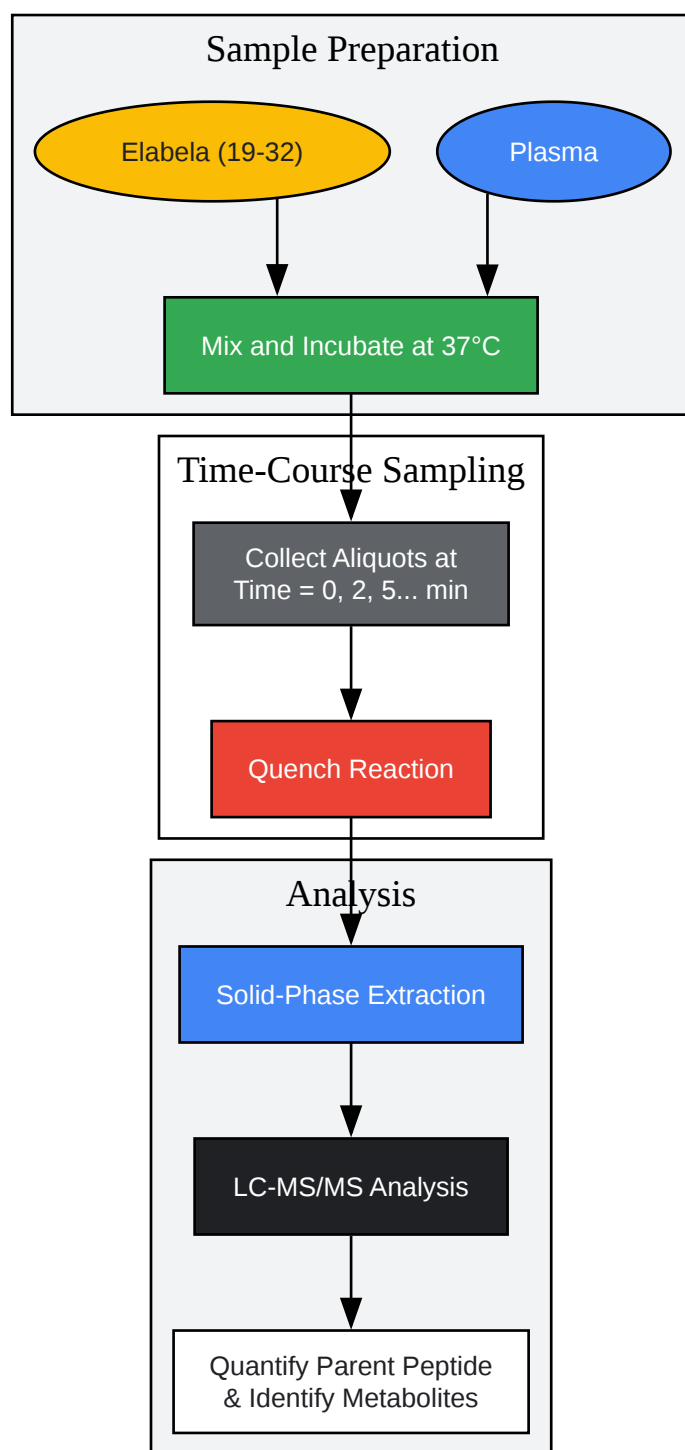 Sample Preparation
Elabela (19-32)
Plasma
Mix and Incubate at 37°C
Time-Course Sampling
Collect Aliquots at
Time = 0, 2, 5... min
Quench Reaction
Analysis
Solid-Phase Extraction
LC-MS/MS Analysis
Quantify Parent Peptide
& Identify Metabolites